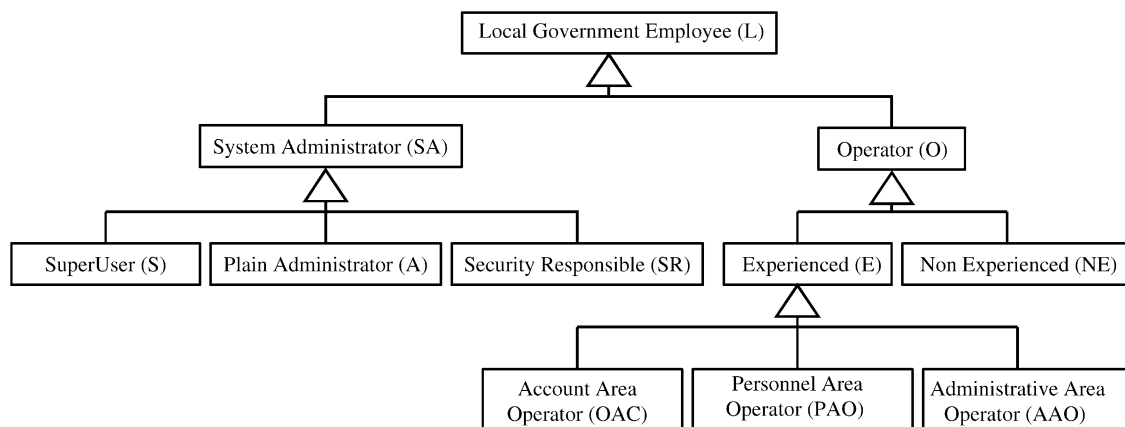 Local Government Employee (L)
System Administrator (SA)
Operator (O)
SuperUser (S)
Plain Administrator (A)
Security Responsible (SR)
Experienced (E)
Non Experienced (NE)
Account Area
Operator (OAC)
Personnel Area
Operator (PAO)
Administrative Area
Operator (AAO)